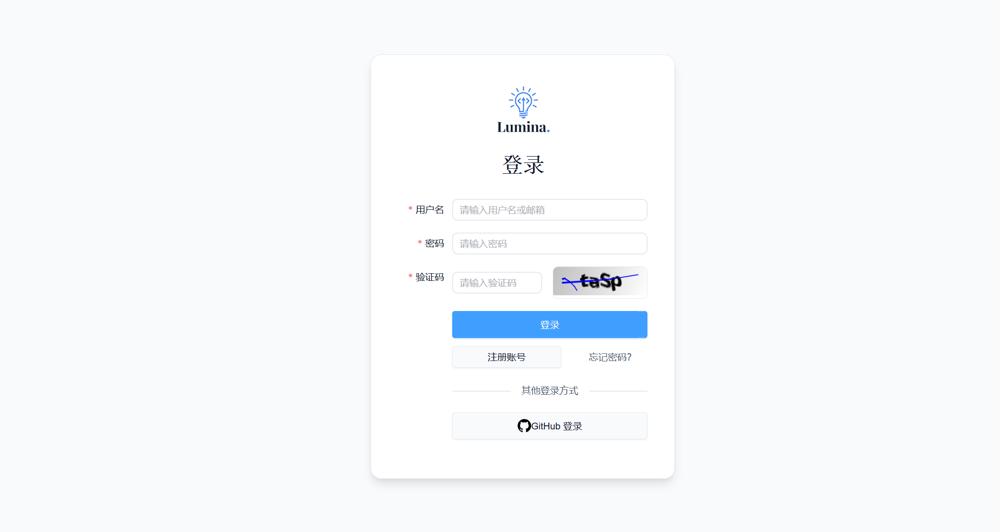 Lumina.
登录
* 用户名 请输入用户名或邮箱
* 密码 请输入密码
* 验证码 请输入验证码 taSp
登录
注册账号 忘记密码？
其他登录方式
GitHub 登录